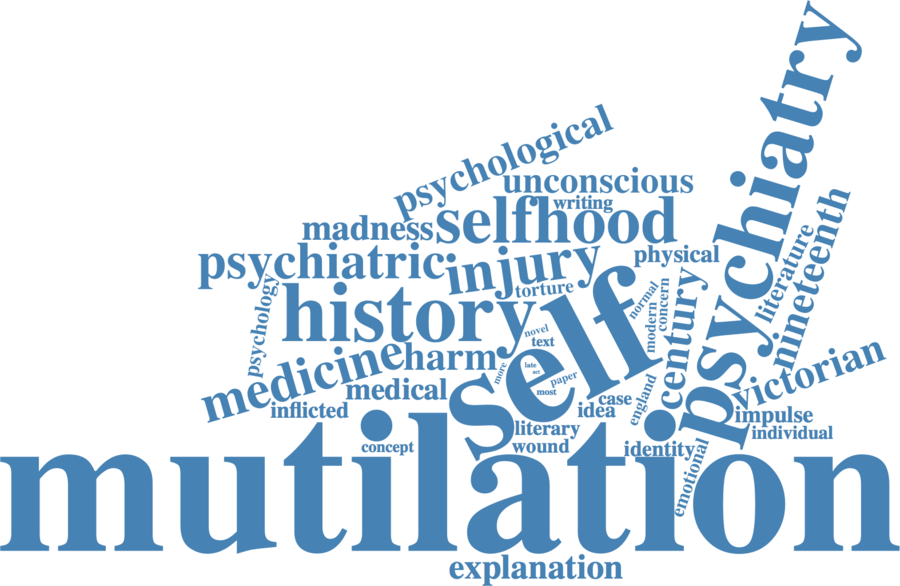 psychiatry
psychological
unconscious
writing
madness
selfhood
nineteenth
literature
psychiatric
injury
physical
torture
psychology
history
normal
concern
modern
century
self
novel
text
medicine
harm
more
late
act
paper
most
medical
case
idea
england
victorian
inflicted
impulse
literary
individual
concept
wound
identity
emotional
mutilation
explanation